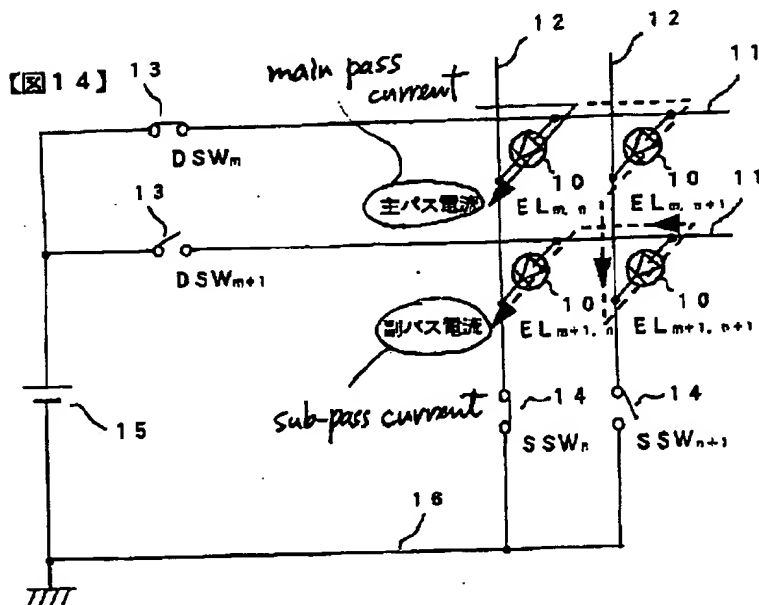 12
12
【図14】
13
main pass
current
11
DSWm
10
10
主パス電流
ELm, n
ELm, n+1
13
11
DSWm+1
10
10
副パス電流
ELm+1, n
ELm+1, n+1
sub-pass current
14
14
15
SSWn
SSWn+1
16